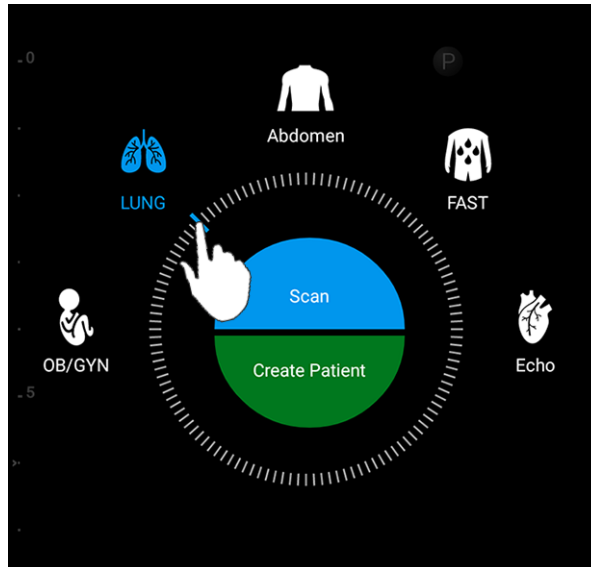 0
P
Abdomen
LUNG
FAST
Scan
OB/GYN
Echo
Create Patient
5